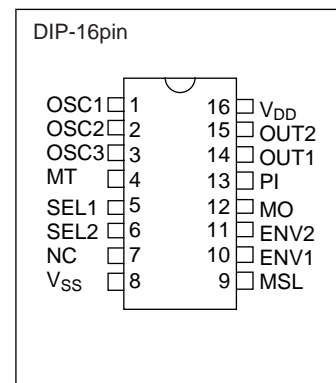 DIP-16pin
OSC1 1 16 VDD
OSC2 2 15 OUT2
OSC3 3 14 OUT1
MT 4 13 PI
SEL1 5 12 MO
SEL2 6 11 ENV2
NC 7 10 ENV1
VSS 8 9 MSL